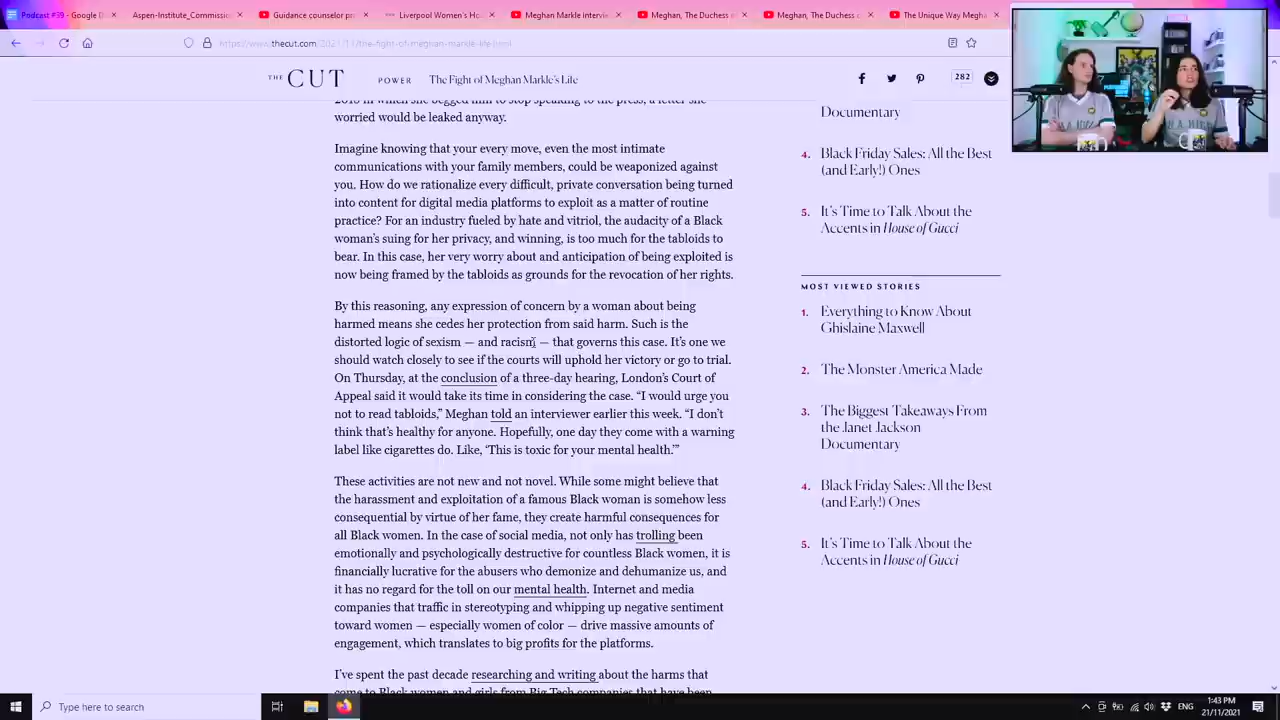 Podcast #39 - Google D
Aspen-Institute_Commissio
Guidance counselor pr
Liverpool Women's Ho
Meghan Markle interview
Meghan, The Duchess
Meghan, The Duchess of
The Unique Way Meghan
THE CUT
POWER
The Fight of Meghan Markle's Life
282
worried would be leaked anyway.
Imagine knowing that your every move, even the most intimate
communications with your family members, could be weaponized against
you. How do we rationalize every difficult, private conversation being turned
into content for digital media platforms to exploit as a matter of routine
practice? For an industry fueled by hate and vitriol, the audacity of a Black
woman's suing for her privacy, and winning, is too much for the tabloids to
bear. In this case, her very worry about and anticipation of being exploited is
now being framed by the tabloids as grounds for the revocation of her rights.
By this reasoning, any expression of concern by a woman about being
harmed means she cedes her protection from said harm. Such is the
distorted logic of sexism — and racism — that governs this case. It's one we
should watch closely to see if the courts will uphold her victory or go to trial.
On Thursday, at the conclusion of a three-day hearing, London's Court of
Appeal said it would take its time in considering the case. “I would urge you
not to read tabloids,” Meghan told an interviewer earlier this week. “I don't
think that's healthy for anyone. Hopefully, one day they come with a warning
label like cigarettes do. Like, ‘This is toxic for your mental health.’”
These activities are not new and not novel. While some might believe that
the harassment and exploitation of a famous Black woman is somehow less
consequential by virtue of her fame, they create harmful consequences for
all Black women. In the case of social media, not only has trolling been
emotionally and psychologically destructive for countless Black women, it is
financially lucrative for the abusers who demonize and dehumanize us, and
it has no regard for the toll on our mental health. Internet and media
companies that traffic in stereotyping and whipping up negative sentiment
toward women — especially women of color — drive massive amounts of
engagement, which translates to big profits for the platforms.
I've spent the past decade researching and writing about the harms that
come to Black women and girls from Big Tech companies that have been
Documentary
4. Black Friday Sales: All the Best
(and Early!) Ones
5. It's Time to Talk About the
Accents in House of Gucci
MOST VIEWED STORIES
1. Everything to Know About
Ghislaine Maxwell
2. The Monster America Made
3. The Biggest Takeaways From
the Janet Jackson
Documentary
4. Black Friday Sales: All the Best
(and Early!) Ones
5. It's Time to Talk About the
Accents in House of Gucci
Type here to search
ENG
1:43 PM
21/11/2021